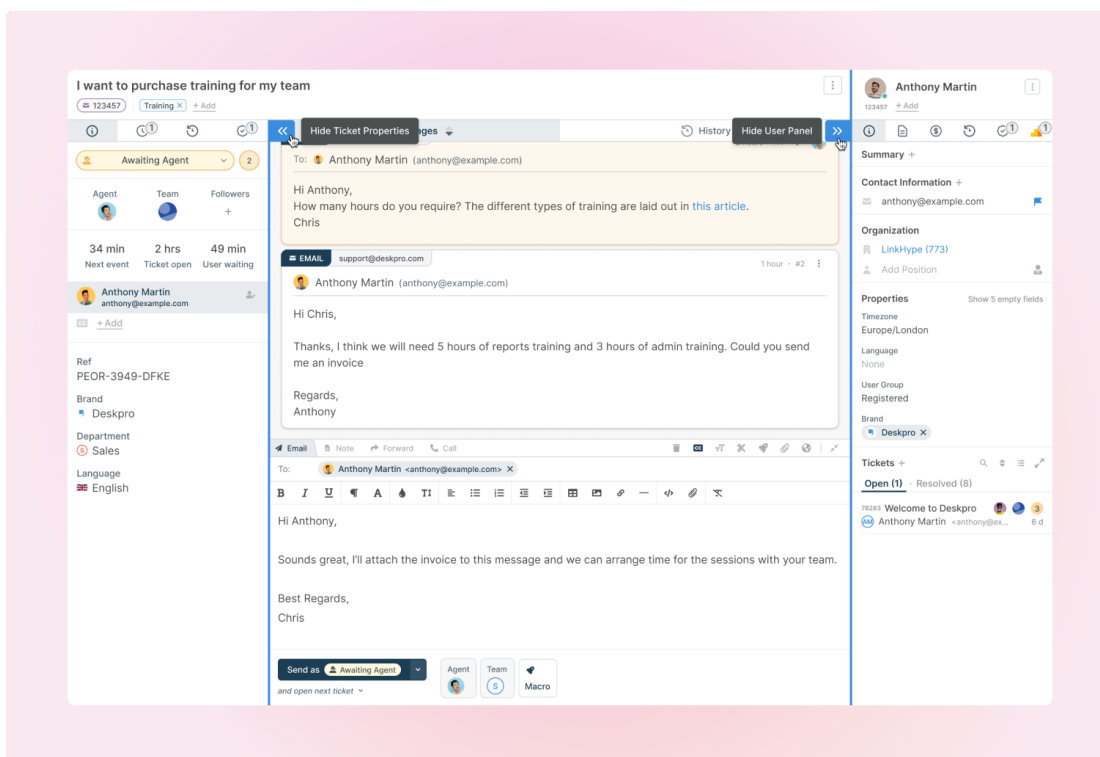 I want to purchase training for my team
123457
Training ×
+ Add
1
1
Hide Ticket Properties
ages
History
Hide User Panel
Awaiting Agent
2
Agent
Team
Followers
+
34 min
2 hrs
49 min
Next event
Ticket open
User waiting
Anthony Martin
anthony@example.com
CC
+ Add
Ref
PEOR-3949-DFKE
Brand
Deskpro
Department
S Sales
Language
English
To: Anthony Martin (anthony@example.com)
Hi Anthony,
How many hours do you require? The different types of training are laid out in this article.
Chris
EMAIL
support@deskpro.com
1 hour - #2
Anthony Martin (anthony@example.com)
Hi Chris,
Thanks, I think we will need 5 hours of reports training and 3 hours of admin training. Could you send
me an invoice
Regards,
Anthony
Email
Note
Forward
Call
CC
To: Anthony Martin <anthony@example.com> ×
B I U ¶ A TI
Hi Anthony,
Sounds great, I'll attach the invoice to this message and we can arrange time for the sessions with your team.
Best Regards,
Chris
Send as Awaiting Agent
and open next ticket
Agent
Team
S
Macro
Anthony Martin
123457
+ Add
1
1
Summary +
Contact Information +
anthony@example.com
Organization
LinkHype (773)
Add Position
Properties
Show 5 empty fields
Timezone
Europe/London
Language
None
User Group
Registered
Brand
Deskpro ×
Tickets +
Open (1) · Resolved (8)
78293 Welcome to Deskpro
3
AM Anthony Martin <anthony@ex...
6 d